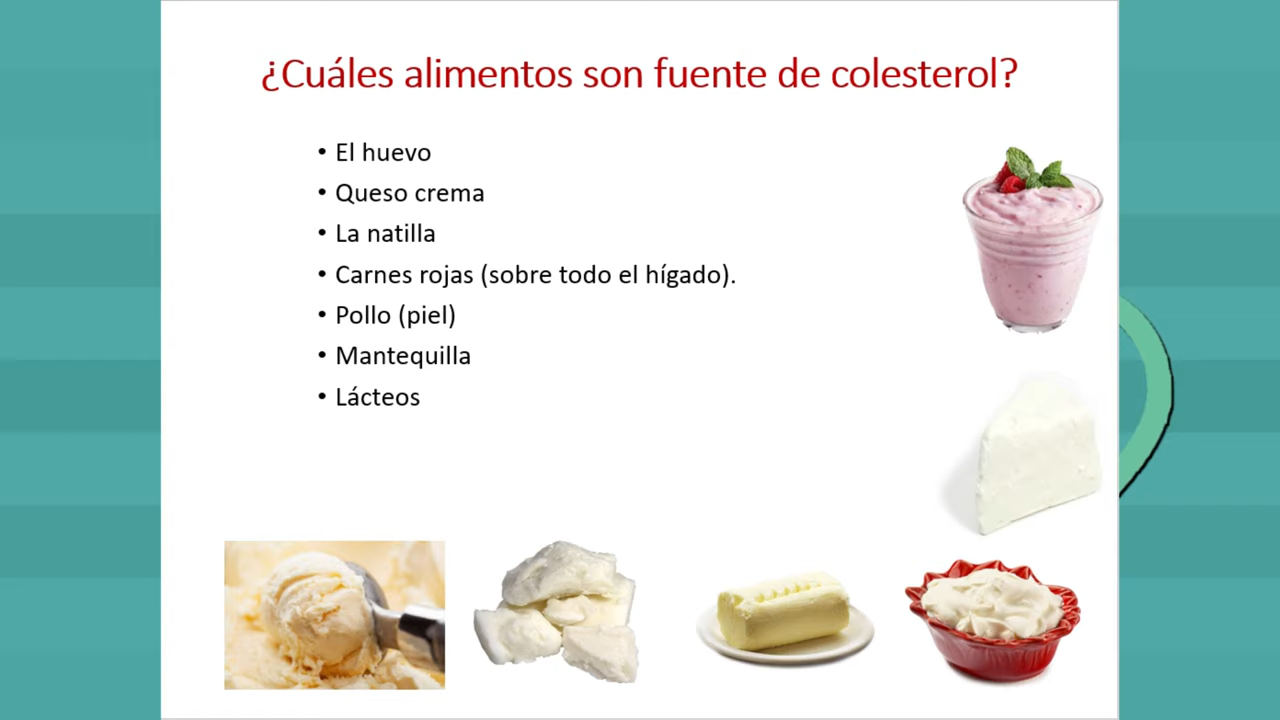 ¿Cuáles alimentos son fuente de colesterol?
• El huevo
• Queso crema
• La natilla
• Carnes rojas (sobre todo el hígado).
• Pollo (piel)
• Mantequilla
• Lácteos